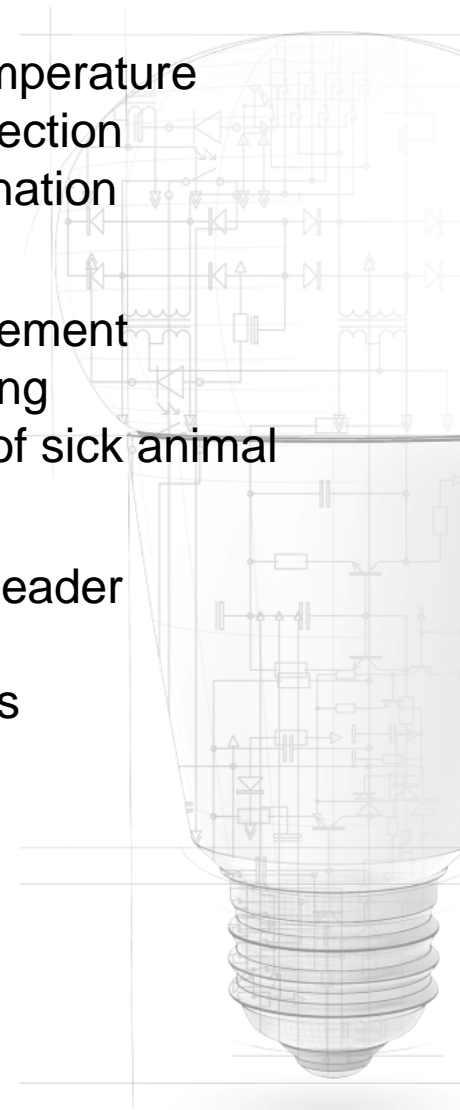 mperature
ection
nation
ement
ng
of sick animal
eader
s